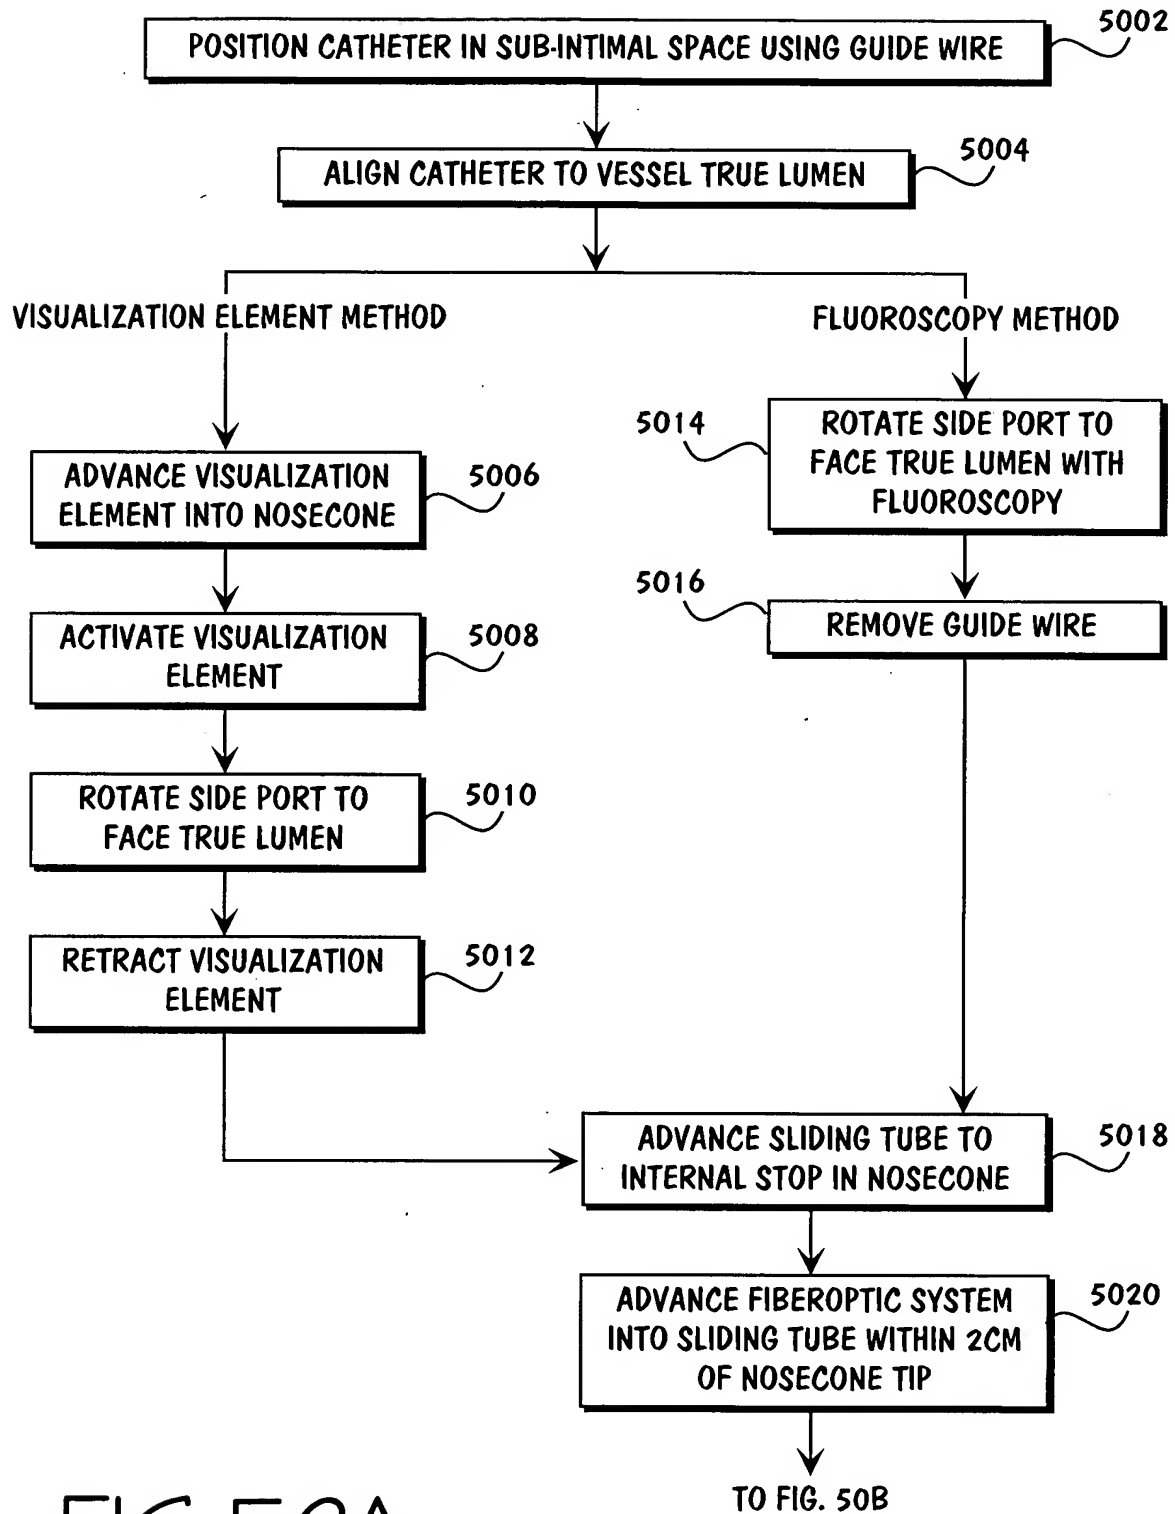 POSITION CATHETER IN SUB-INTIMAL SPACE USING GUIDE WIRE
5002
ALIGN CATHETER TO VESSEL TRUE LUMEN
5004
VISUALIZATION ELEMENT METHOD
ADVANCE VISUALIZATION
ELEMENT INTO NOSECONE
5006
ACTIVATE VISUALIZATION
ELEMENT
5008
ROTATE SIDE PORT TO
FACE TRUE LUMEN
5010
RETRACT VISUALIZATION
ELEMENT
5012
FLUOROSCOPY METHOD
5014
ROTATE SIDE PORT TO
FACE TRUE LUMEN WITH
FLUOROSCOPY
5016
REMOVE GUIDE WIRE
ADVANCE SLIDING TUBE TO
INTERNAL STOP IN NOSECONE
5018
ADVANCE FIBEROPTIC SYSTEM
INTO SLIDING TUBE WITHIN 2CM
OF NOSECONE TIP
5020
TO FIG. 50B
FIG. 50A